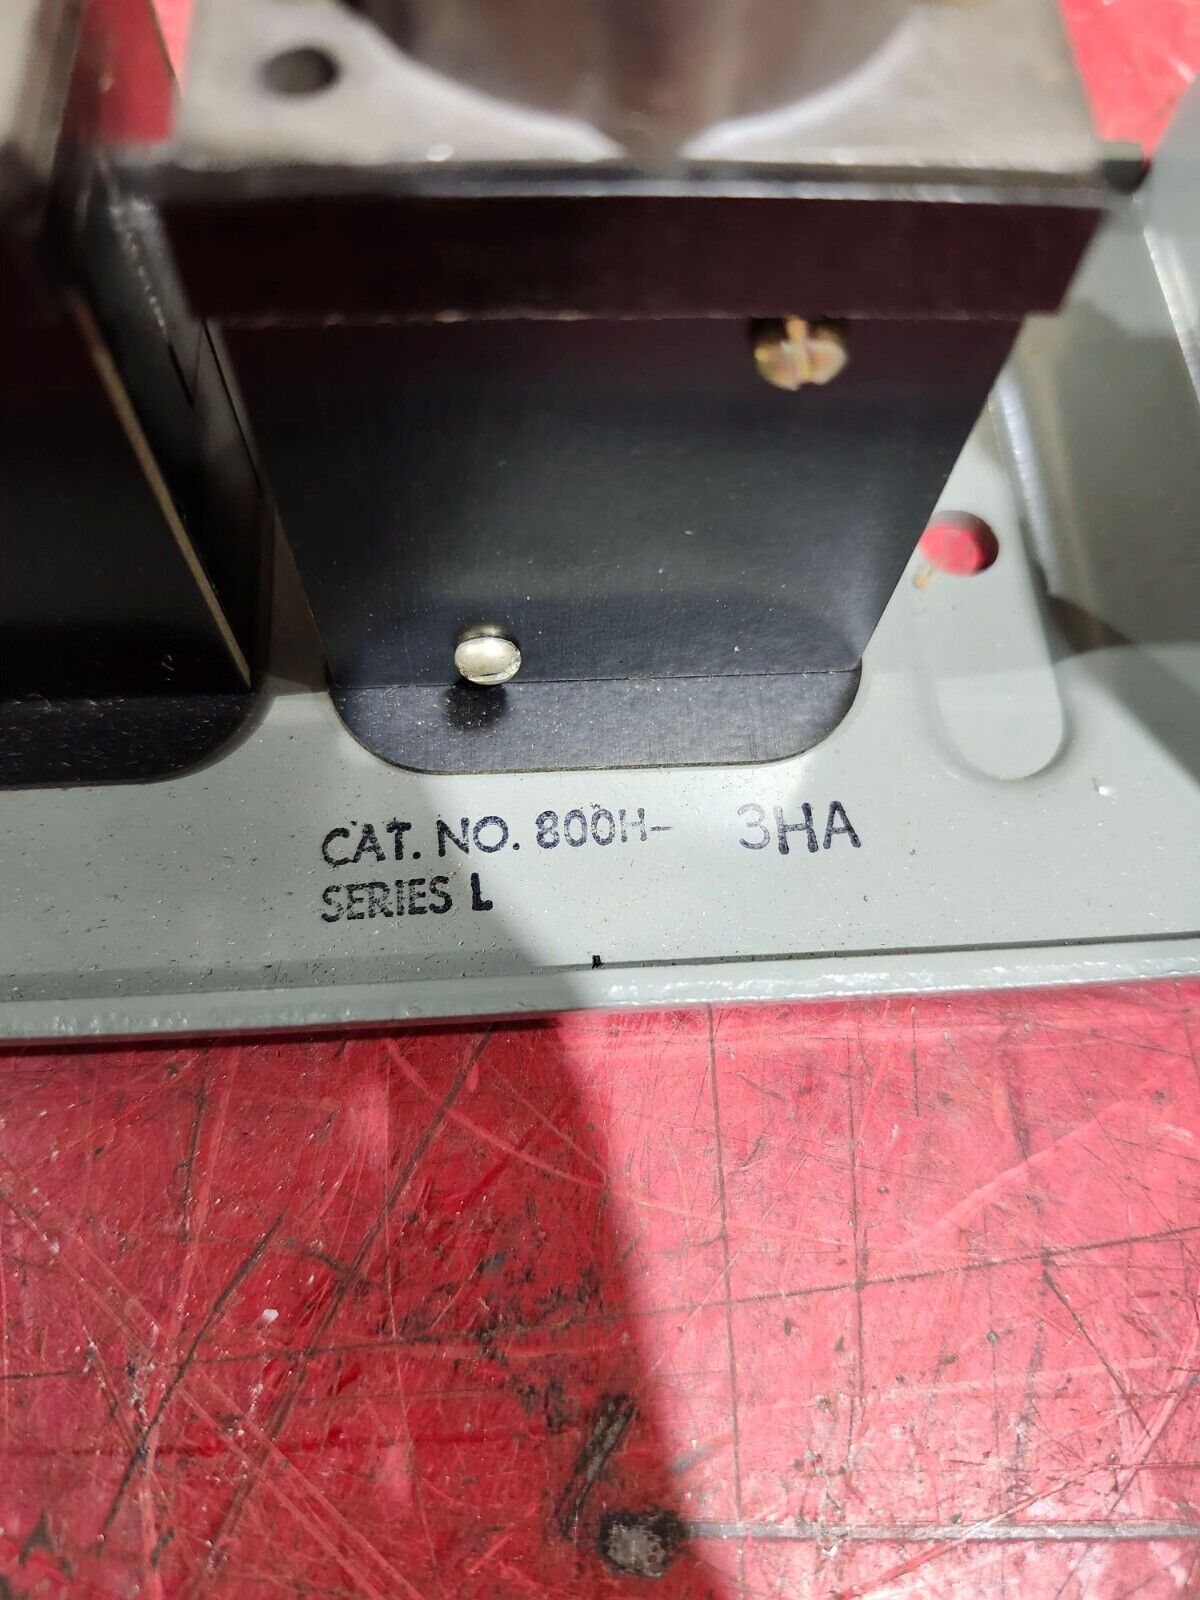 CAT. NO. 800H- 3HA
SERIES L